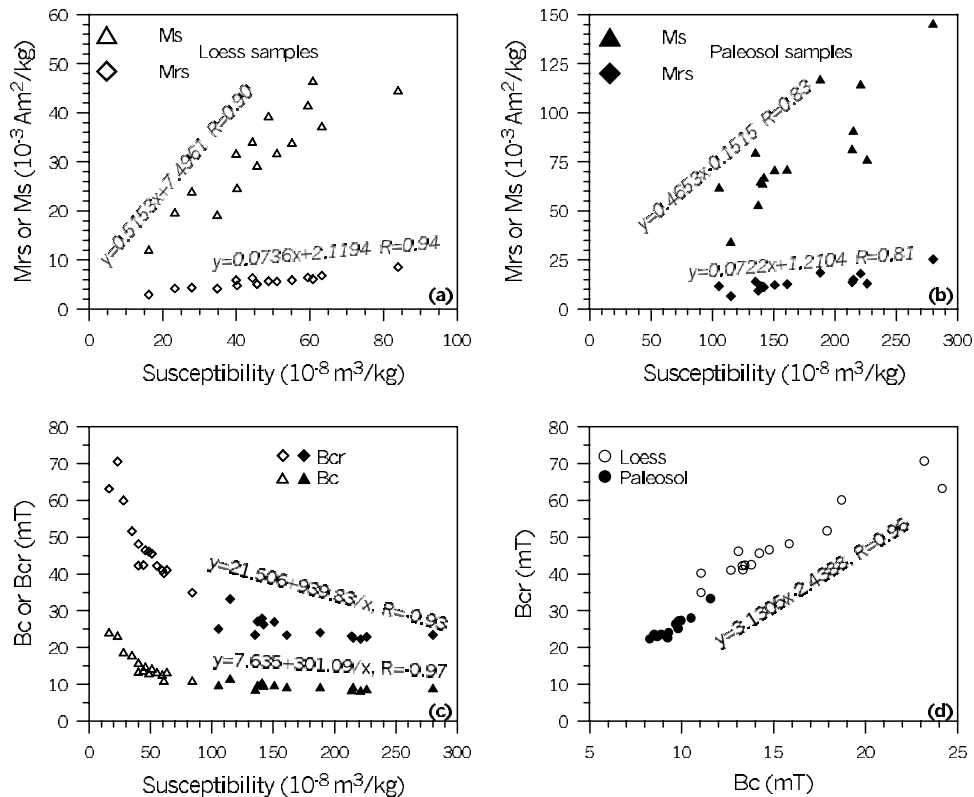 60
50
40
30
20
10
0
Mrs or Ms (10⁻³ Am²/kg)
Ms
Loess samples
Mrs
y=0.5153x+7.4961 R=0.90
y=0.0736x+2.1194 R=0.94
(a)
0 20 40 60 80 100
Susceptibility (10⁻⁸ m³/kg)
150
125
100
75
50
25
0
Mrs or Ms (10⁻³ Am²/kg)
Ms
Paleosol samples
Mrs
y=0.4653x-0.1515 R=0.83
y=0.0722x+1.2104 R=0.81
(b)
0 50 100 150 200 250 300
Susceptibility (10⁻⁸ m³/kg)
80
70
60
50
40
30
20
10
0
Bc or Bcr (mT)
Bcr
Bc
y=21.506+939.83/x, R=0.93
y=7.635+301.09/x, R=-0.97
(c)
0 50 100 150 200 250 300
Susceptibility (10⁻⁸ m³/kg)
80
70
60
50
40
30
20
10
0
Bcr (mT)
Loess
Paleosol
R=0.96
(d)
5 10 15 20 25
Bc (mT)